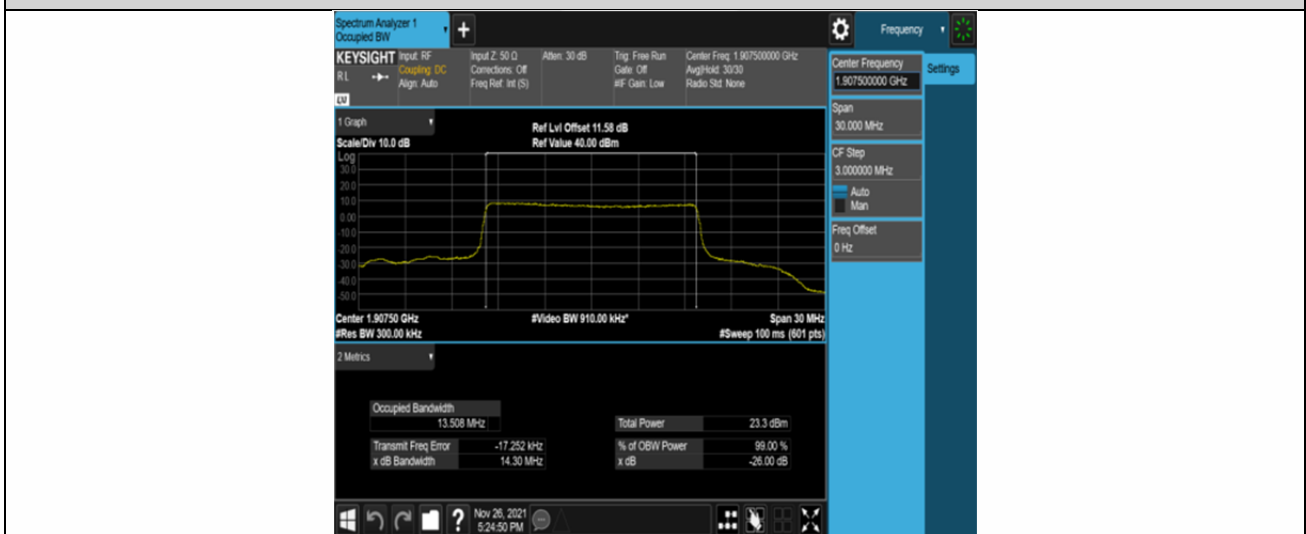 Spectrum Analyzer 1
Occupied BW
Frequency
KEYSIGHT Input: RF Input Z: 50 Ω Atten: 30 dB Trig: Free Run Center Freq: 1.907500000 GHz
RL Coupling: DC Corrections: Off Gate: Off Avg|Hold: 30/30
Align: Auto Freq Ref: Int (S) #IF Gain: Low Radio Std: None
Center Frequency
1.907500000 GHz
Settings
Span
30.000 MHz
CF Step
3.000000 MHz
Auto
Man
Freq Offset
0 Hz
1 Graph
Ref Lvl Offset 11.58 dB
Scale/Div 10.0 dB Ref Value 40.00 dBm
Log
30.0
20.0
10.0
0.00
-10.0
-20.0
-30.0
-40.0
-50.0
Center 1.90750 GHz #Video BW 910.00 kHz* Span 30 MHz
#Res BW 300.00 kHz #Sweep 100 ms (601 pts)
2 Metrics
Occupied Bandwidth
13.508 MHz Total Power 23.3 dBm
Transmit Freq Error -17.252 kHz % of OBW Power 99.00 %
x dB Bandwidth 14.30 MHz x dB -26.00 dB
? Nov 26, 2021
5:24:50 PM